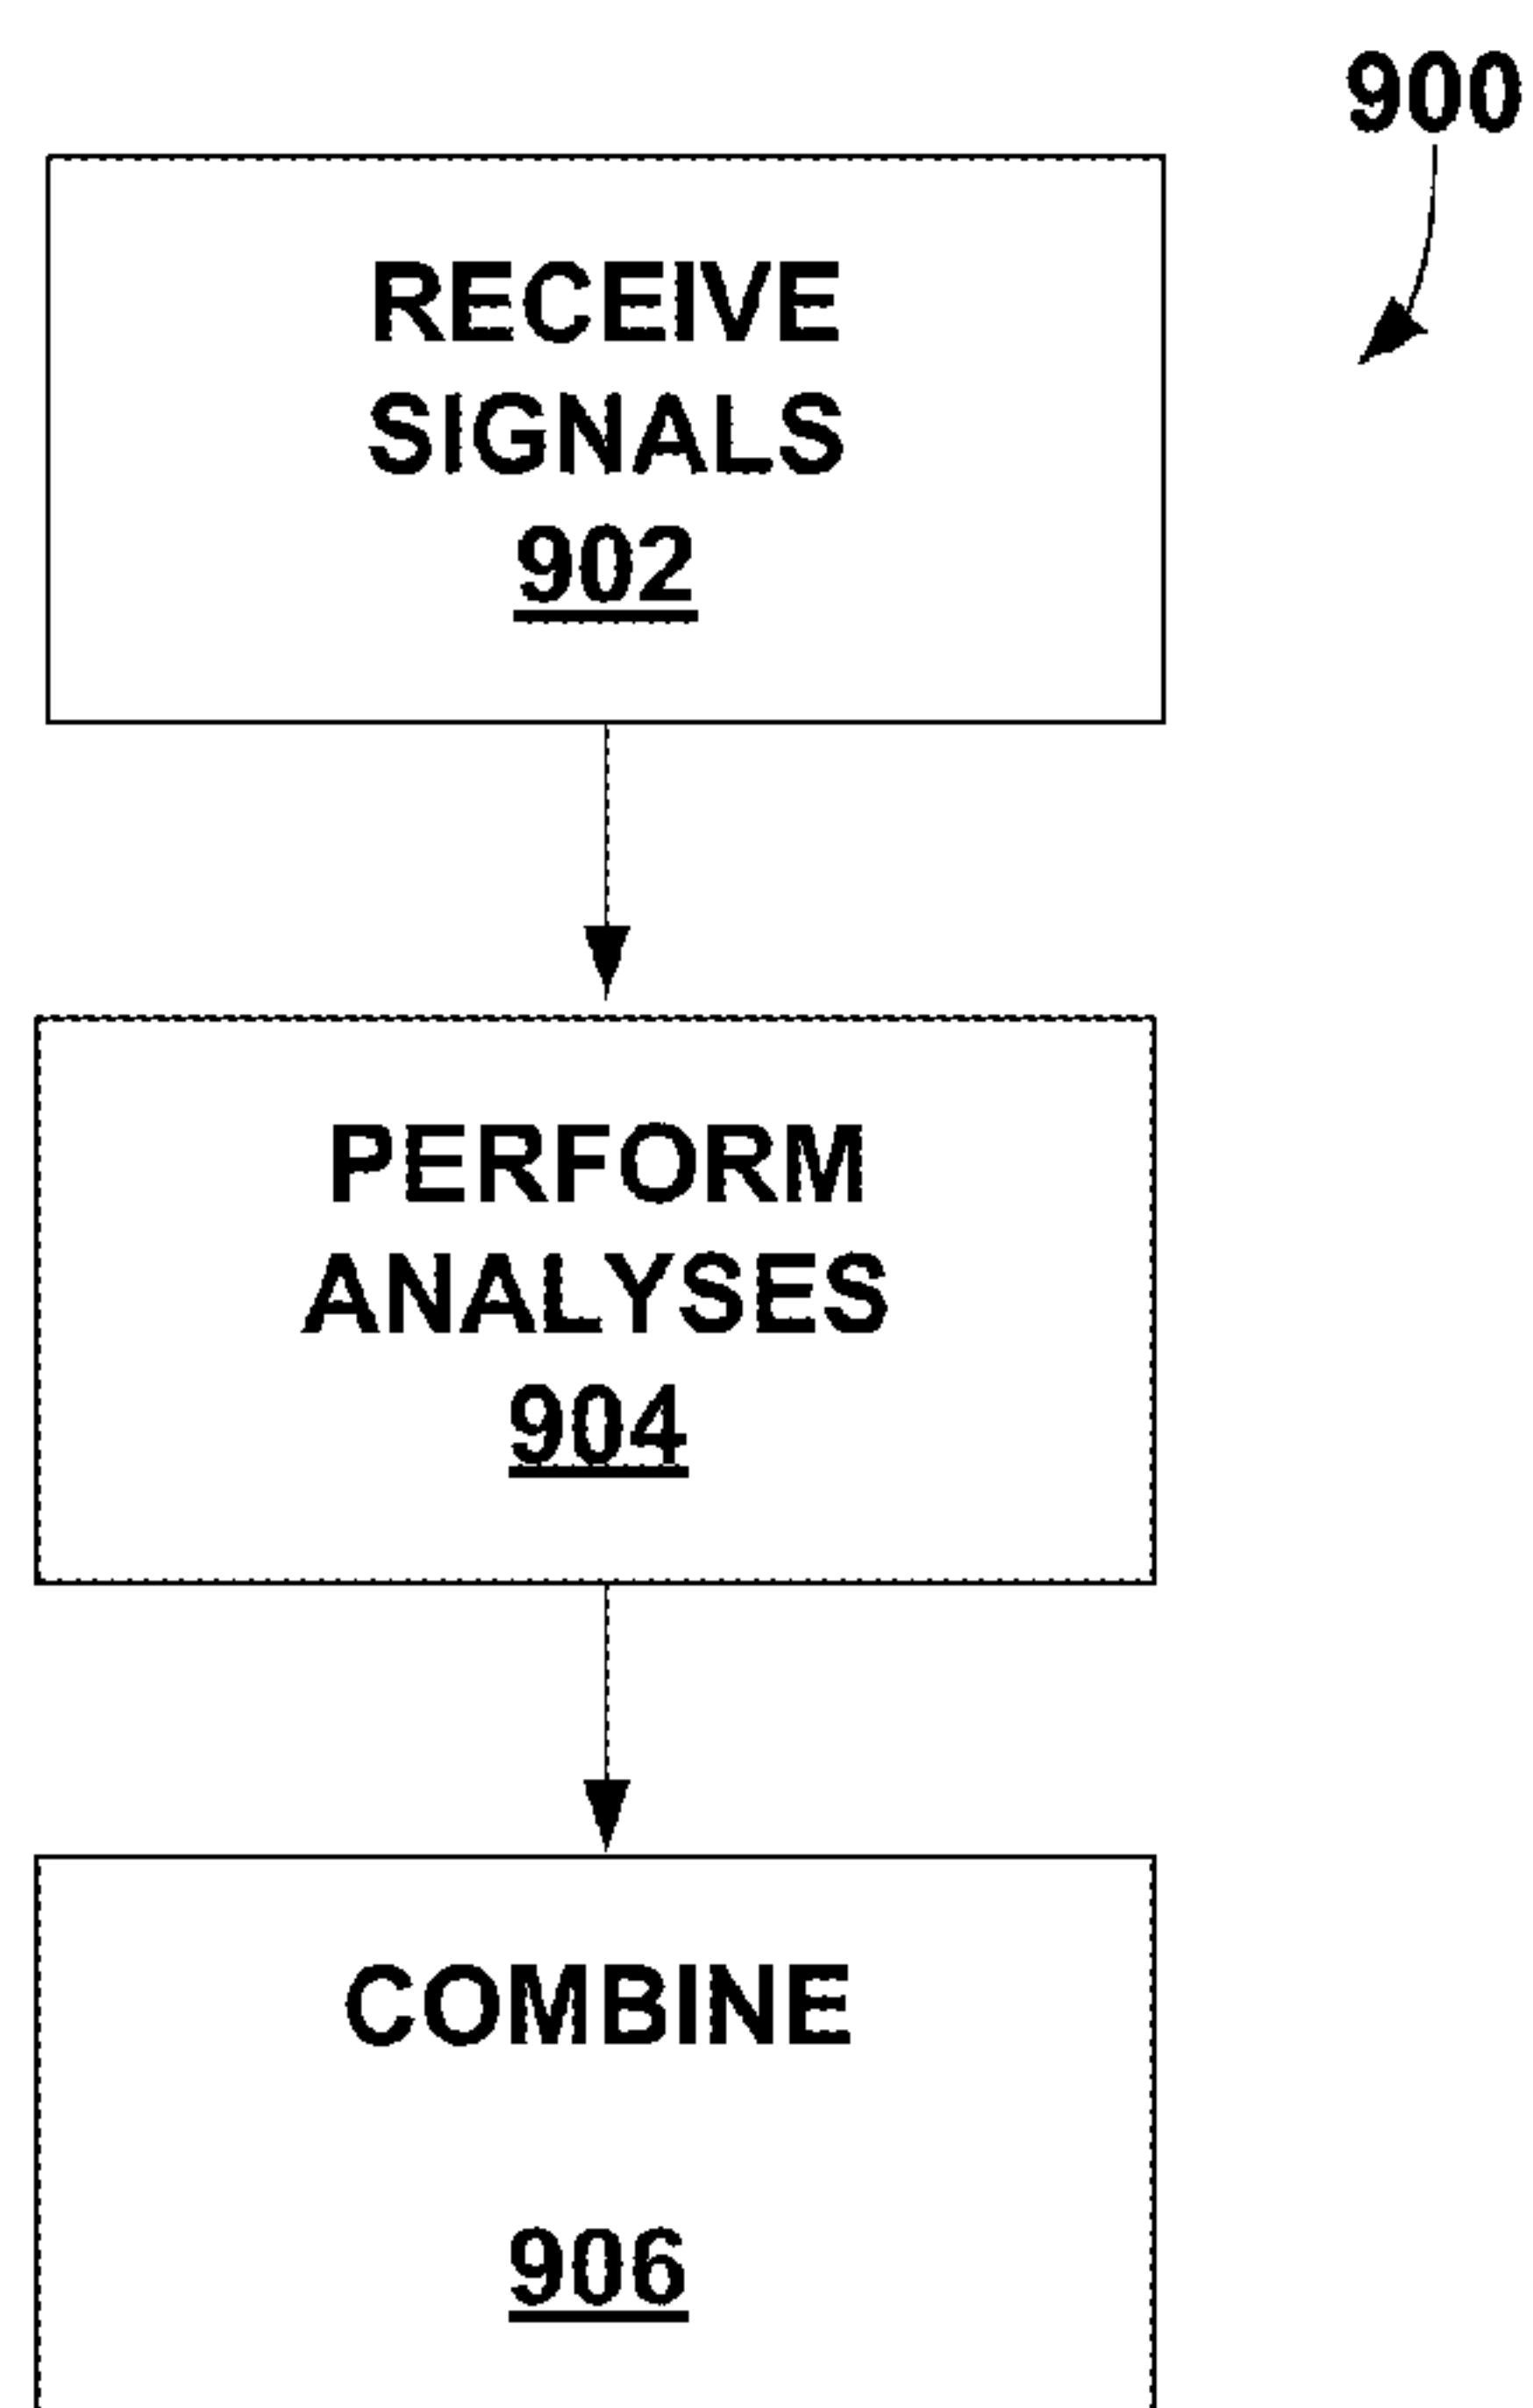 900
RECEIVE
SIGNALS
902
PERFORM
ANALYSES
904
COMBINE
906